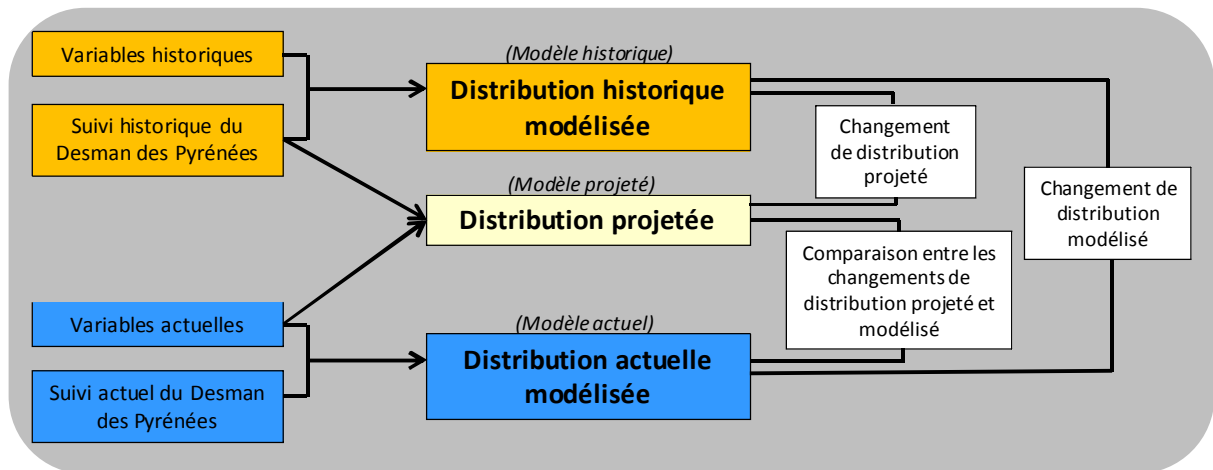 Variables historiques
Suivi historique du
Desman des Pyrénées
Variables actuelles
Suivi actuel du Desman
des Pyrénées
(Modèle historique)
Distribution historique
modélisée
(Modèle projeté)
Distribution projetée
(Modèle actuel)
Distribution actuelle
modélisée
Changement
de distribution
projeté
Comparaison entre les
changements de
distribution projeté et
modélisé
Changement de
distribution
modélisé